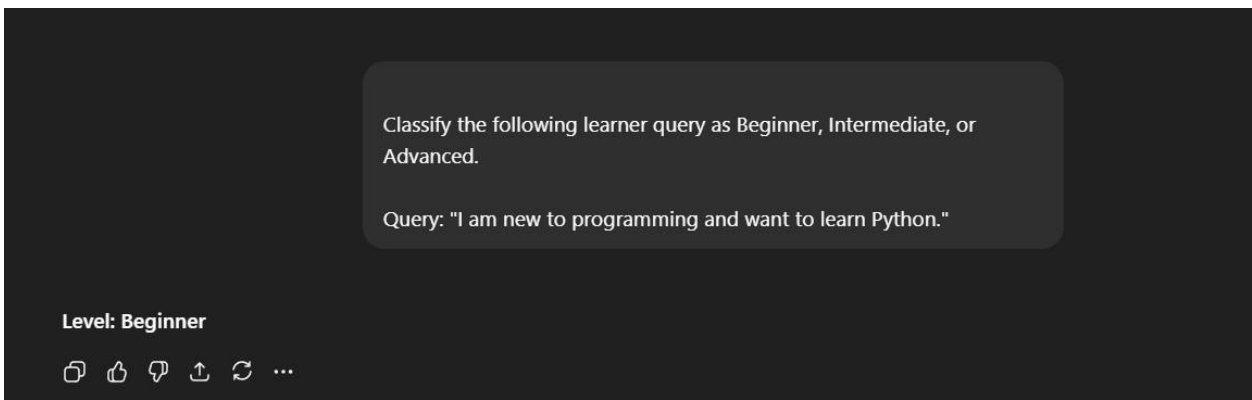 Classify the following learner query as Beginner, Intermediate, or
Advanced.
Query: "I am new to programming and want to learn Python."
Level: Beginner